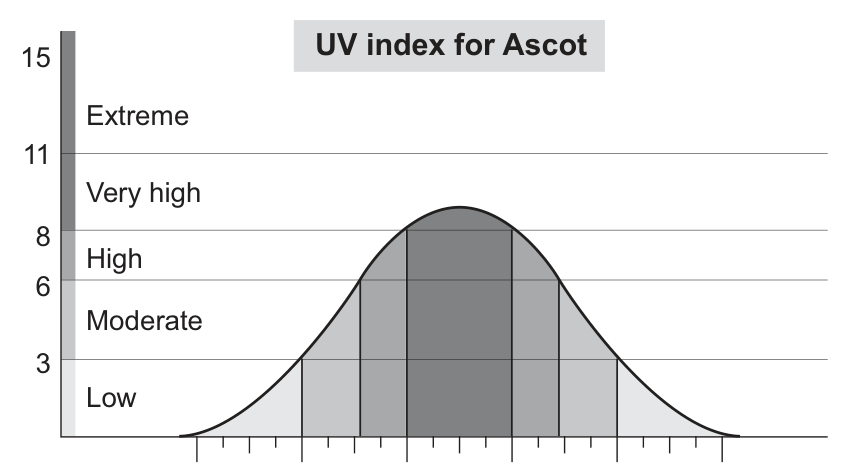 UV index for Ascot
15
Extreme
11
Very high
8
High
6
Moderate
3
Low